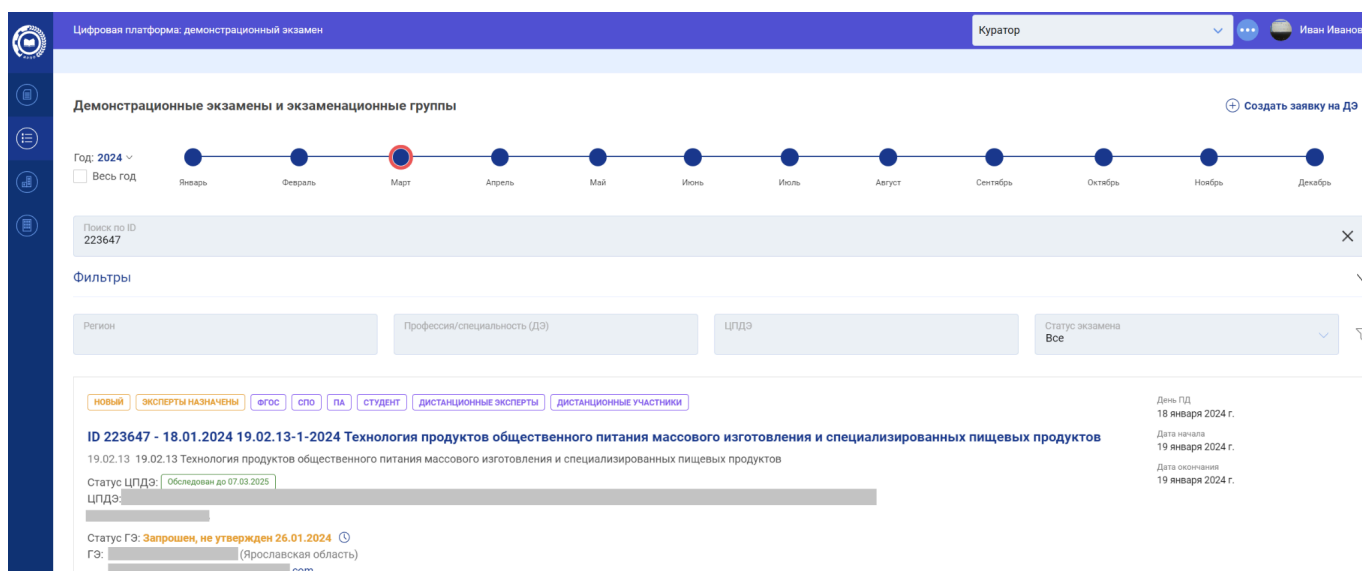 Цифровая платформа: демонстрационный экзамен
Куратор
Иван Иванов
Демонстрационные экзамены и экзаменационные группы
Создать заявку на ДЭ
Год: 2024
Весь год
Январь Февраль Март Апрель Май Июнь Июль Август Сентябрь Октябрь Ноябрь Декабрь
Поиск по ID
223647
Фильтры
Регион
Профессия/специальность (ДЭ)
ЦПДЭ
Статус экзамена
Все
НОВЫЙ ЭКСПЕРТЫ НАЗНАЧЕНЫ ФГОС СПО ПА СТУДЕНТ ДИСТАНЦИОННЫЕ ЭКСПЕРТЫ ДИСТАНЦИОННЫЕ УЧАСТНИКИ
ID 223647 - 18.01.2024 19.02.13-1-2024 Технология продуктов общественного питания массового изготовления и специализированных пищевых продуктов
19.02.13 19.02.13 Технология продуктов общественного питания массового изготовления и специализированных пищевых продуктов
Статус ЦПДЭ: Обследован до 07.03.2025
ЦПДЭ:
Статус ГЭ: Запрошен, не утвержден 26.01.2024
ГЭ: (Ярославская область)
.com
День ПД
18 января 2024 г.
Дата начала
19 января 2024 г.
Дата окончания
19 января 2024 г.